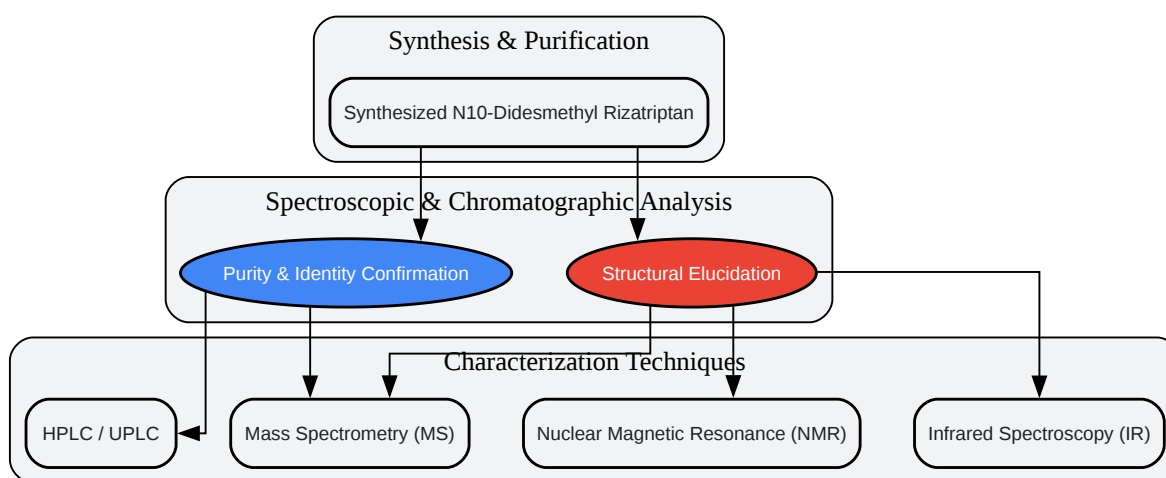 Synthesis & Purification
Synthesized N10-Didesmethyl Rizatriptan
Spectroscopic & Chromatographic Analysis
Purity & Identity Confirmation
Structural Elucidation
Characterization Techniques
HPLC / UPLC
Mass Spectrometry (MS)
Nuclear Magnetic Resonance (NMR)
Infrared Spectroscopy (IR)